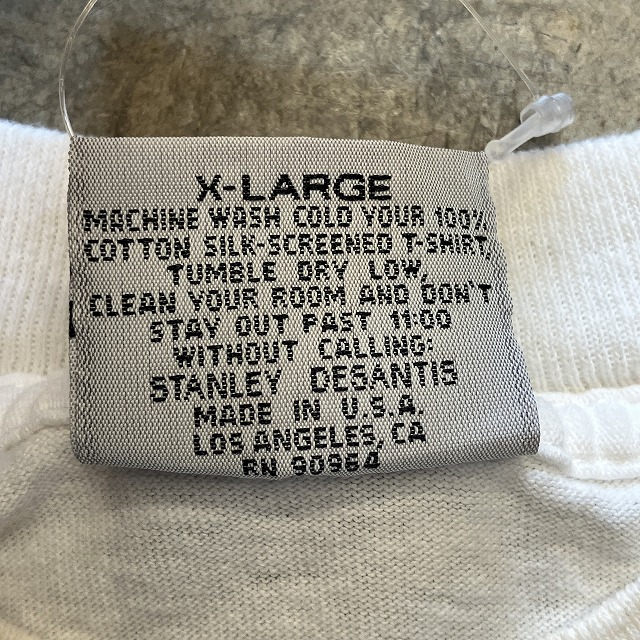 X-LARGE
MACHINE WASH COLD YOUR 100%
COTTON SILK-SCREENED T-SHIRT,
TUMBLE DRY LOW,
CLEAN YOUR ROOM AND DON'T
STAY OUT PAST 11:00
WITHOUT CALLING:
STANLEY DESANTIS
MADE IN U.S.A.
LOS ANGELES, CA
RN 90964